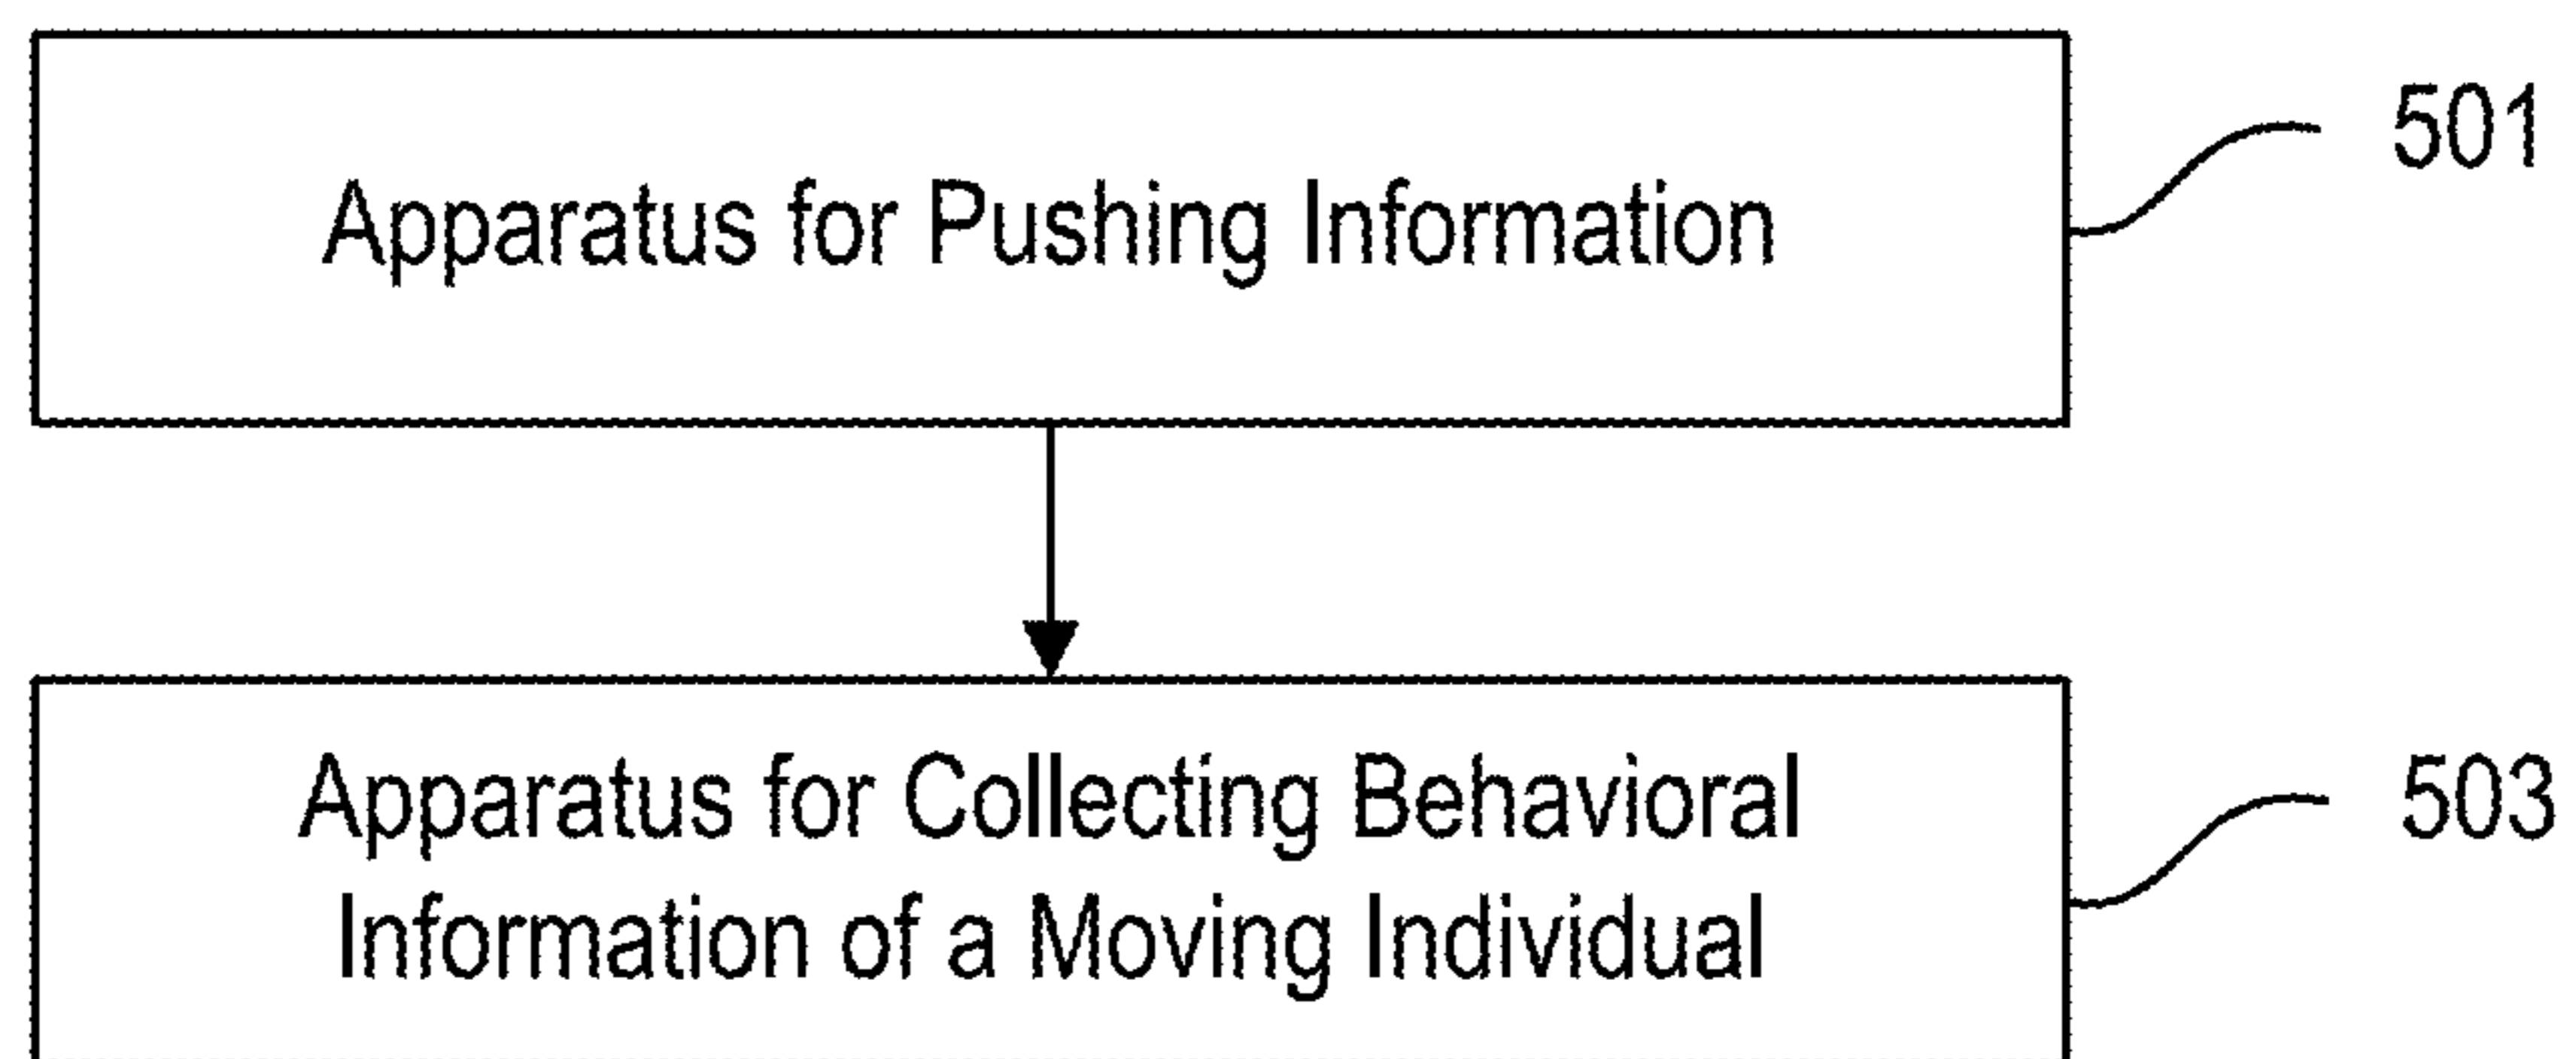 Apparatus for Pushing Information
501
Apparatus for Collecting Behavioral
Information of a Moving Individual
503